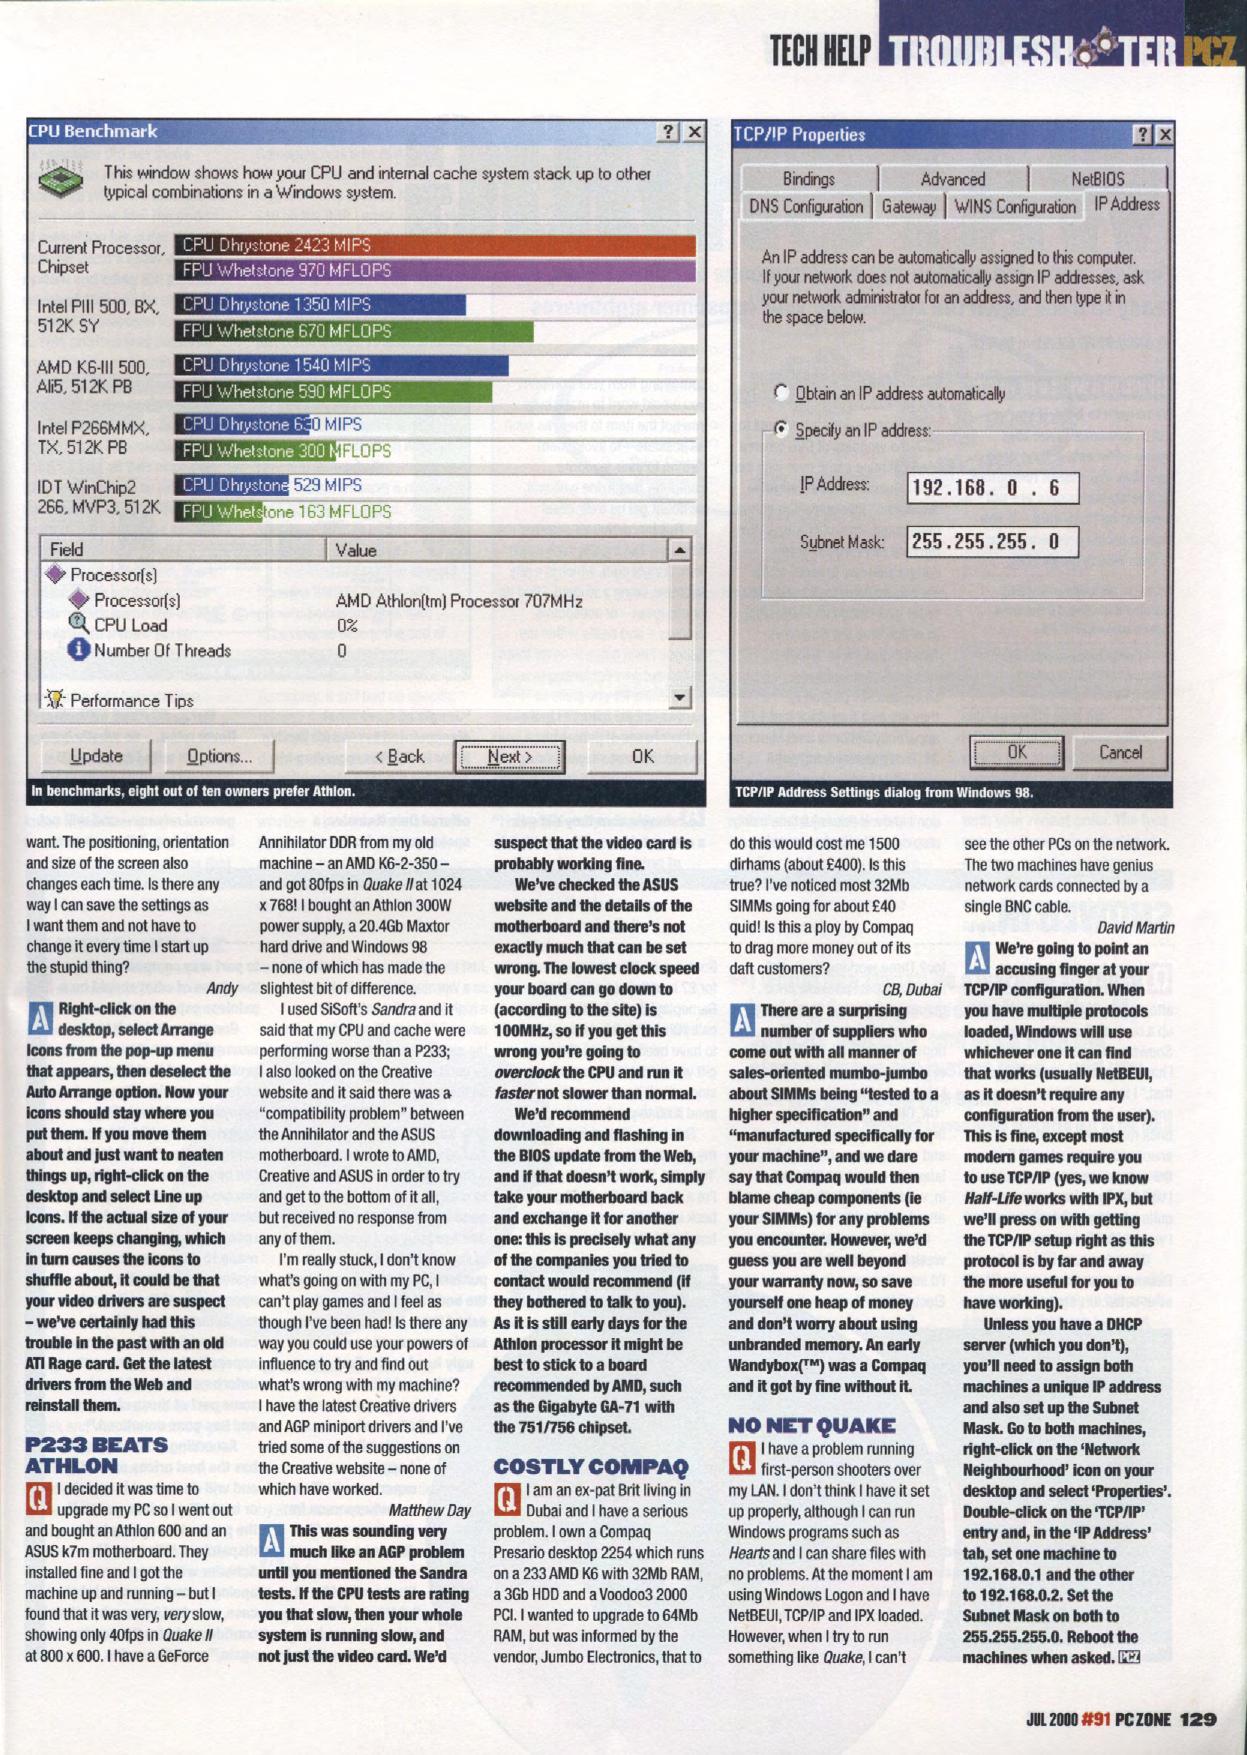 TECH HELP TROUBLESHOOTER PCZ
CPU Benchmark
This window shows how your CPU and internal cache system stack up to other
typical combinations in a Windows system.
Current Processor,
Chipset
CPU Dhrystone 2423 MIPS
FPU Whetstone 970 MFLOPS
Intel PIII 500, BX,
512K SY
CPU Dhrystone 1350 MIPS
FPU Whetstone 670 MFLOPS
AMD K6-III 500,
Ali5, 512K PB
CPU Dhrystone 1540 MIPS
FPU Whetstone 590 MFLOPS
Intel P266MMX,
TX, 512K PB
CPU Dhrystone 630 MIPS
FPU Whetstone 300 MFLOPS
IDT WinChip2
266, MVP3, 512K
CPU Dhrystone 529 MIPS
FPU Whetstone 163 MFLOPS
Field Value
Processor(s)
Processor(s) AMD Athlon(tm) Processor 707MHz
CPU Load 0%
Number Of Threads 0
Performance Tips
Update Options... < Back Next > OK
In benchmarks, eight out of ten owners prefer Athlon.
TCP/IP Properties
Bindings Advanced NetBIOS
DNS Configuration Gateway WINS Configuration IP Address
An IP address can be automatically assigned to this computer.
If your network does not automatically assign IP addresses, ask
your network administrator for an address, and then type it in
the space below.
Obtain an IP address automatically
Specify an IP address:
IP Address: 192.168. 0 . 6
Subnet Mask: 255.255.255. 0
OK Cancel
TCP/IP Address Settings dialog from Windows 98.
want. The positioning, orientation
and size of the screen also
changes each time. Is there any
way I can save the settings as
I want them and not have to
change it every time I start up
the stupid thing?
Andy
A Right-click on the
desktop, select Arrange
Icons from the pop-up menu
that appears, then deselect the
Auto Arrange option. Now your
icons should stay where you
put them. If you move them
about and just want to neaten
things up, right-click on the
desktop and select Line up
Icons. If the actual size of your
screen keeps changing, which
in turn causes the icons to
shuffle about, it could be that
your video drivers are suspect
– we've certainly had this
trouble in the past with an old
ATI Rage card. Get the latest
drivers from the Web and
reinstall them.
P233 BEATS
ATHLON
Q I decided it was time to
upgrade my PC so I went out
and bought an Athlon 600 and an
ASUS k7m motherboard. They
installed fine and I got the
machine up and running – but I
found that it was very, very slow,
showing only 40fps in Quake II
at 800 x 600. I have a GeForce
Annihilator DDR from my old
machine – an AMD K6-2-350 –
and got 80fps in Quake II at 1024
x 768! I bought an Athlon 300W
power supply, a 20.4Gb Maxtor
hard drive and Windows 98
– none of which has made the
slightest bit of difference.
I used SiSoft's Sandra and it
said that my CPU and cache were
performing worse than a P233;
I also looked on the Creative
website and it said there was a
“compatibility problem” between
the Annihilator and the ASUS
motherboard. I wrote to AMD,
Creative and ASUS in order to try
and get to the bottom of it all,
but received no response from
any of them.
I'm really stuck, I don't know
what's going on with my PC, I
can't play games and I feel as
though I've been had! Is there any
way you could use your powers of
influence to try and find out
what's wrong with my machine?
I have the latest Creative drivers
and AGP miniport drivers and I've
tried some of the suggestions on
the Creative website – none of
which have worked.
Matthew Day
A This was sounding very
much like an AGP problem
until you mentioned the Sandra
tests. If the CPU tests are rating
you that slow, then your whole
system is running slow, and
not just the video card. We'd
suspect that the video card is
probably working fine.
We've checked the ASUS
website and the details of the
motherboard and there's not
exactly much that can be set
wrong. The lowest clock speed
your board can go down to
(according to the site) is
100MHz, so if you get this
wrong you're going to
overclock the CPU and run it
faster not slower than normal.
We'd recommend
downloading and flashing in
the BIOS update from the Web,
and if that doesn't work, simply
take your motherboard back
and exchange it for another
one: this is precisely what any
of the companies you tried to
contact would recommend (if
they bothered to talk to you).
As it is still early days for the
Athlon processor it might be
best to stick to a board
recommended by AMD, such
as the Gigabyte GA-71 with
the 751/756 chipset.
COSTLY COMPAQ
Q I am an ex-pat Brit living in
Dubai and I have a serious
problem. I own a Compaq
Presario desktop 2254 which runs
on a 233 AMD K6 with 32Mb RAM,
a 3Gb HDD and a Voodoo3 2000
PCI. I wanted to upgrade to 64Mb
RAM, but was informed by the
vendor, Jumbo Electronics, that to
do this would cost me 1500
dirhams (about £400). Is this
true? I've noticed most 32Mb
SIMMs going for about £40
quid! Is this a ploy by Compaq
to drag more money out of its
daft customers?
CB, Dubai
A There are a surprising
number of suppliers who
come out with all manner of
sales-oriented mumbo-jumbo
about SIMMs being “tested to a
higher specification” and
“manufactured specifically for
your machine”, and we dare
say that Compaq would then
blame cheap components (ie
your SIMMs) for any problems
you encounter. However, we'd
guess you are well beyond
your warranty now, so save
yourself one heap of money
and don't worry about using
unbranded memory. An early
Wandybox(TM) was a Compaq
and it got by fine without it.
NO NET QUAKE
Q I have a problem running
first-person shooters over
my LAN. I don't think I have it set
up properly, although I can run
Windows programs such as
Hearts and I can share files with
no problems. At the moment I am
using Windows Logon and I have
NetBEUI, TCP/IP and IPX loaded.
However, when I try to run
something like Quake, I can't
see the other PCs on the network.
The two machines have genius
network cards connected by a
single BNC cable.
David Martin
A We're going to point an
accusing finger at your
TCP/IP configuration. When
you have multiple protocols
loaded, Windows will use
whichever one it can find
that works (usually NetBEUI,
as it doesn't require any
configuration from the user).
This is fine, except most
modern games require you
to use TCP/IP (yes, we know
Half-Life works with IPX, but
we'll press on with getting
the TCP/IP setup right as this
protocol is by far and away
the more useful for you to
have working).
Unless you have a DHCP
server (which you don't),
you'll need to assign both
machines a unique IP address
and also set up the Subnet
Mask. Go to both machines,
right-click on the ‘Network
Neighbourhood’ icon on your
desktop and select ‘Properties’.
Double-click on the ‘TCP/IP’
entry and, in the ‘IP Address’
tab, set one machine to
192.168.0.1 and the other
to 192.168.0.2. Set the
Subnet Mask on both to
255.255.255.0. Reboot the
machines when asked. PCZ
JUL 2000 #91 PC ZONE 129